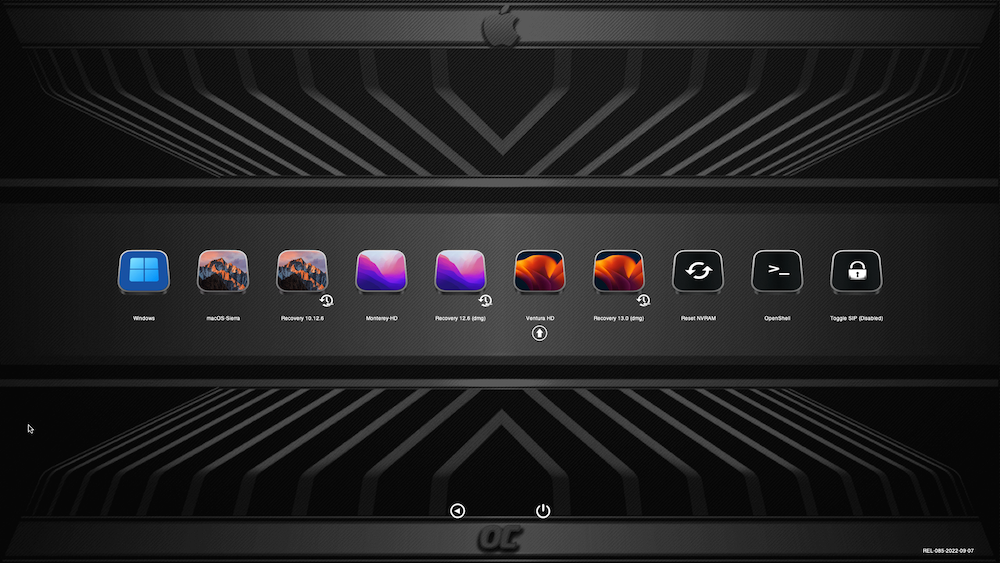 Windows
macOS-Sierra
Recovery 10.12.6
Monterey-HD
Recovery 12.6 (dmg)
Ventura HD
Recovery 13.0 (dmg)
Reset NVRAM
OpenShell
Toggle SIP (Disabled)
OC
REL-085-2022-09-07